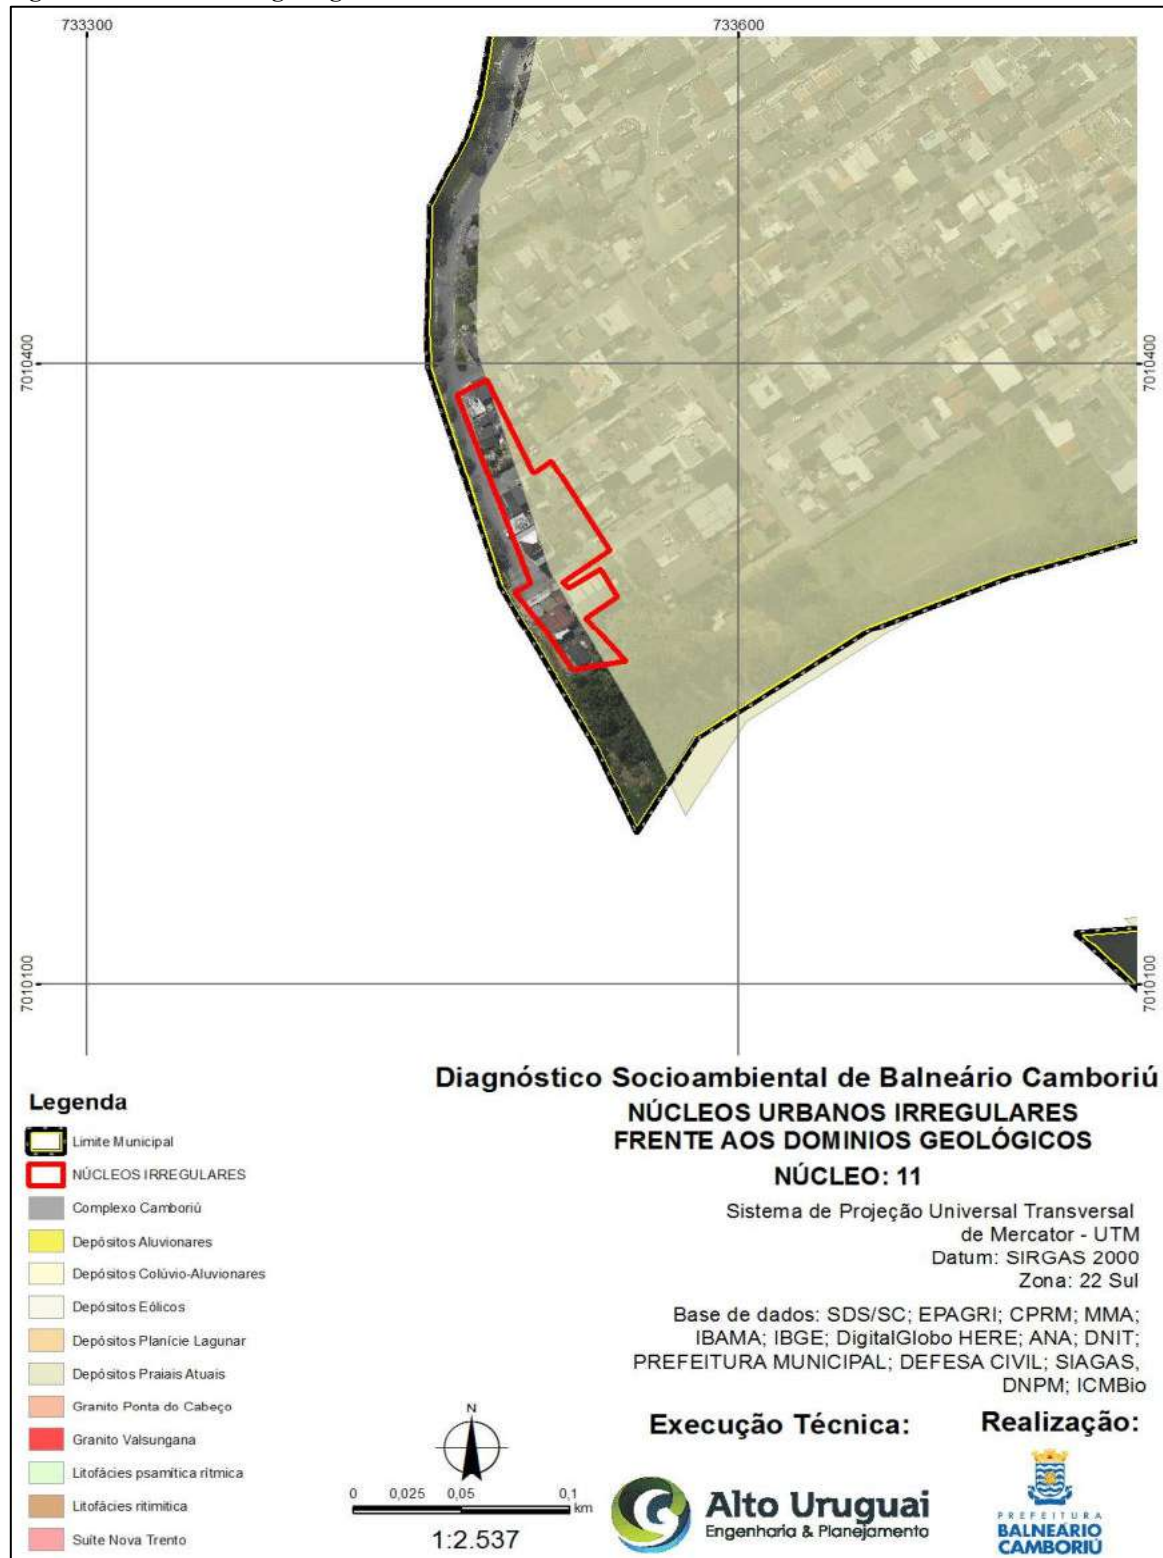 733300
733600
7010400
7010400
7010100
7010100
Diagnóstico Socioambiental de Balneário Camboriú
NÚCLEOS URBANOS IRREGULARES
FRENTE AOS DOMINIOS GEOLÓGICOS
NÚCLEO: 11
Sistema de Projeção Universal Transversal
de Mercator - UTM
Datum: SIRGAS 2000
Zona: 22 Sul
Base de dados: SDS/SC; EPAGRI; CPRM; MMA;
IBAMA; IBGE; DigitalGlobo HERE; ANA; DNIT;
PREFEITURA MUNICIPAL; DEFESA CIVIL; SIAGAS,
DNPM; ICMBio
Legenda
Limite Municipal
NÚCLEOS IRREGULARES
Complexo Camboriú
Depósitos Aluvionares
Depósitos Colúvio-Aluvionares
Depósitos Eólicos
Depósitos Planície Lagunar
Depósitos Praiais Atuais
Granito Ponta do Cabeço
Granito Valsungana
Litofácies psamítica rítmica
Litofácies ritimitica
Suíte Nova Trento
N
0 0,025 0,05 0,1
km
1:2.537
Execução Técnica:
Alto Uruguai
Engenharia & Planejamento
Realização:
PREFEITURA
BALNEÁRIO
CAMBORIÚ